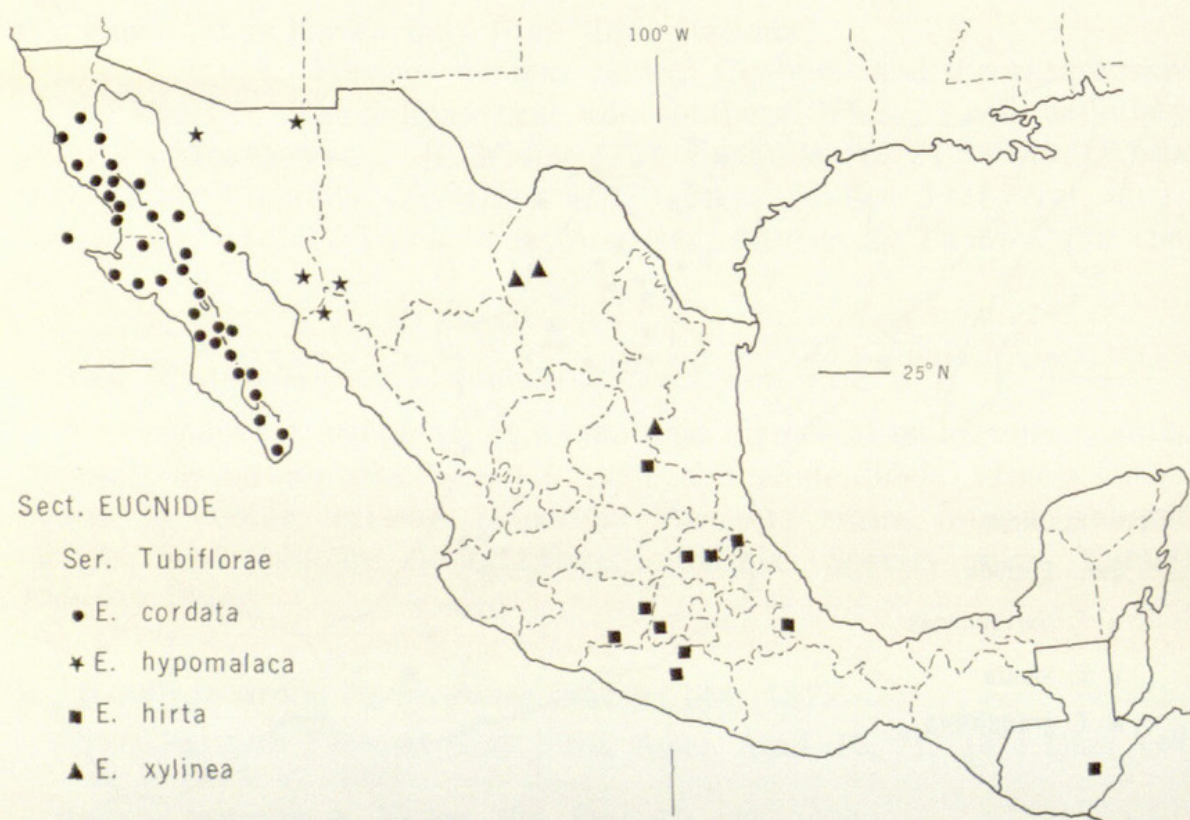 100° W
25° N
Sect. EUCNIDE
Ser. Tubiflorae
E. cordata
E. hypomalaca
E. hirta
E. xylinea